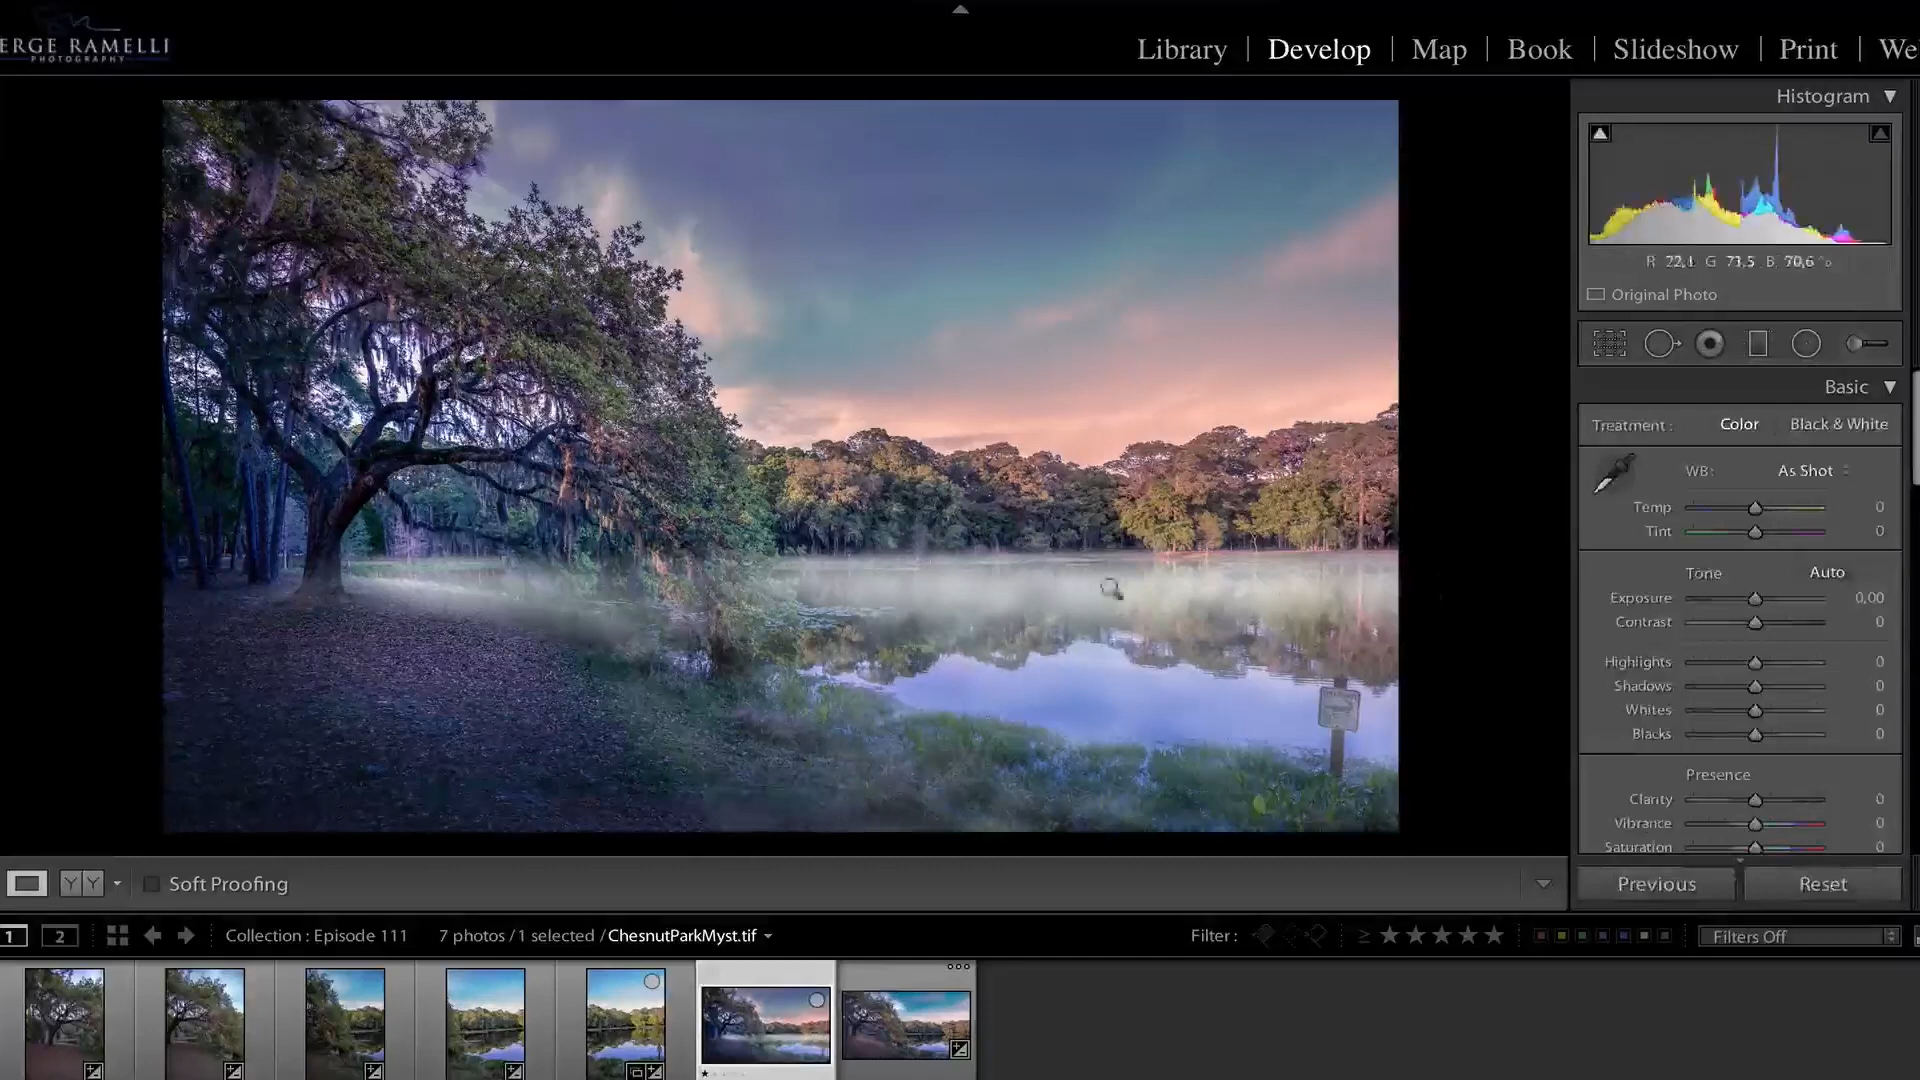 ERGE RAMELLI
PHOTOGRAPHY
Library | Develop | Map | Book | Slideshow | Print | We
Histogram
R 22,1 G 73,5 B 70,6 %
Original Photo
Basic
Treatment : Color Black & White
WB: As Shot
Temp 0
Tint 0
Tone Auto
Exposure 0,00
Contrast 0
Highlights 0
Shadows 0
Whites 0
Blacks 0
Presence
Clarity 0
Vibrance 0
Saturation 0
Y Y Soft Proofing
Previous Reset
1 2 Collection : Episode 111 7 photos / 1 selected / ChesnutParkMyst.tif Filter : ≥ ★★★★★ Filters Off